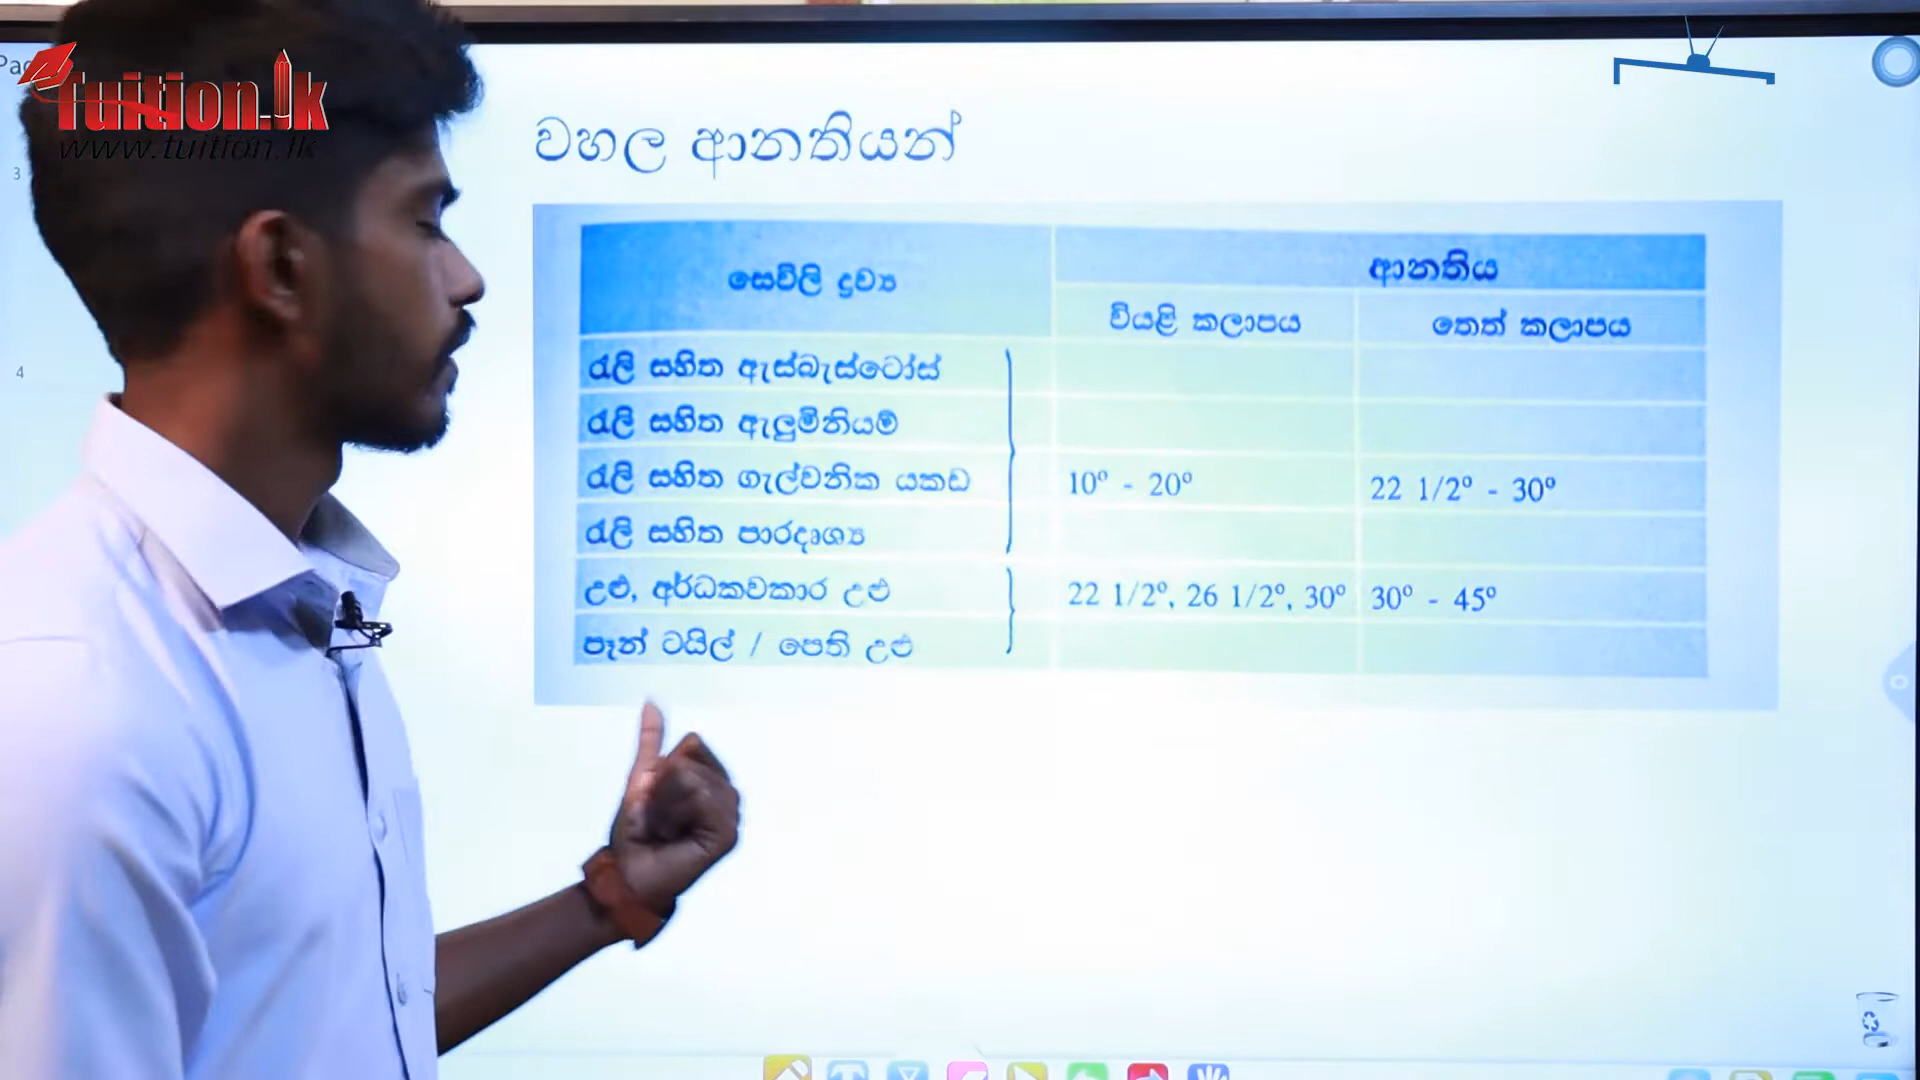 Tuition.lk
www.tuition.lk
3
4
වහල ආනතියන්
සෙවිලි ද්‍රව්‍ය
ආනතිය
වියළි කලාපය
තෙත් කලාපය
රැලි සහිත ඇස්බැස්ටෝස්
රැලි සහිත ඇලුමිනියම්
රැලි සහිත ගැල්වනික යකඩ
10° - 20°
22 1/2° - 30°
රැලි සහිත පාරදෘශ්‍ය
උළු, අර්ධකවකාර උළු
22 1/2°, 26 1/2°, 30°
30° - 45°
පෑන් ටයිල් / පෙති උළු